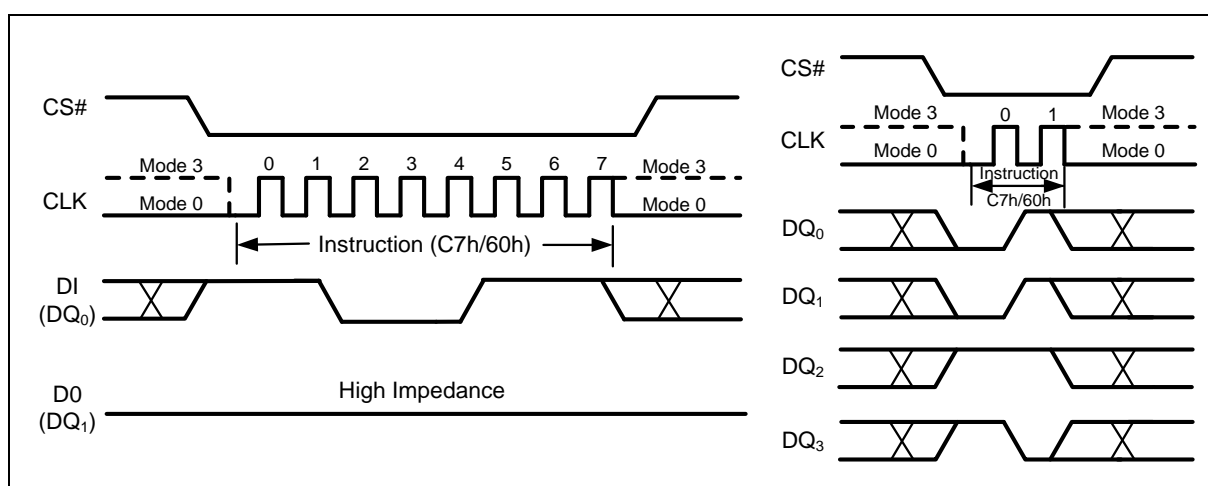 CS#
Mode 3 0 1 2 3 4 5 6 7 Mode 3
CLK
Mode 0 Mode 0
Instruction (C7h/60h)
DI
(DQ0)
High Impedance
D0
(DQ1)
CS#
Mode 3 0 1 Mode 3
CLK
Mode 0 Mode 0
Instruction
C7h/60h
DQ0
DQ1
DQ2
DQ3